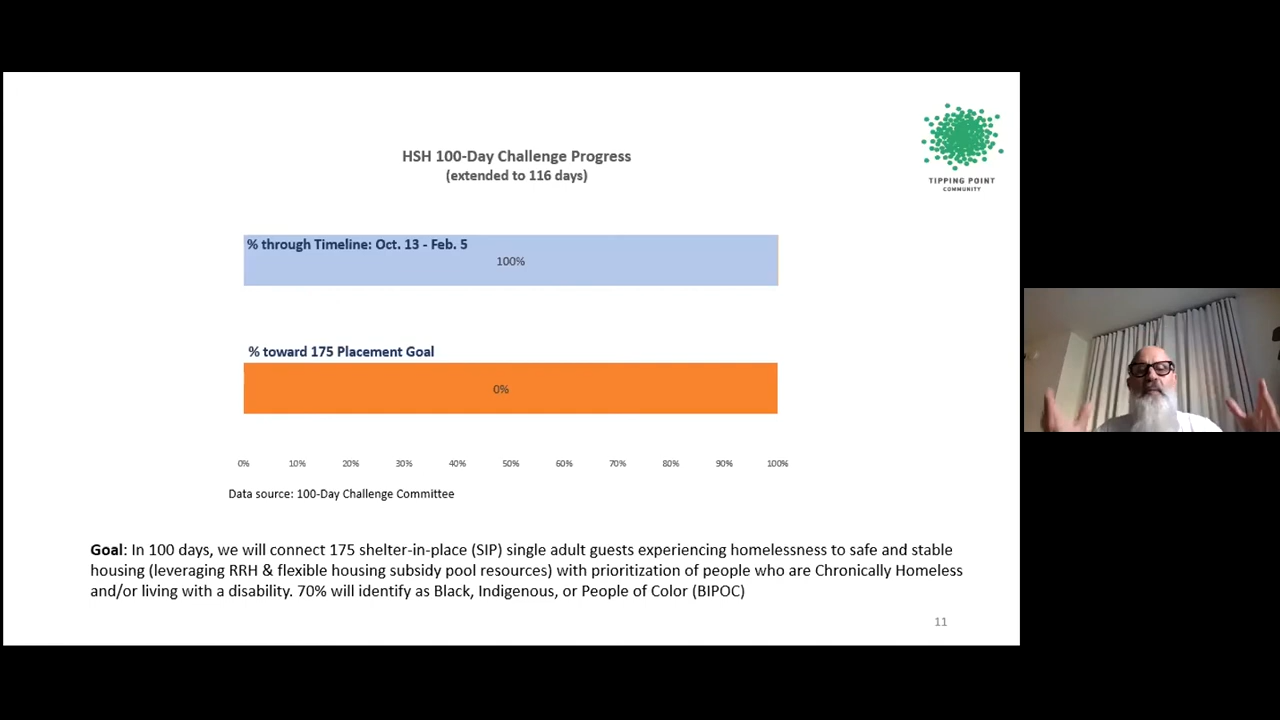 HSH 100-Day Challenge Progress
(extended to 116 days)
TIPPING POINT
COMMUNITY
% through Timeline: Oct. 13 - Feb. 5
100%
% toward 175 Placement Goal
0%
0% 10% 20% 30% 40% 50% 60% 70% 80% 90% 100%
Data source: 100-Day Challenge Committee
Goal: In 100 days, we will connect 175 shelter-in-place (SIP) single adult guests experiencing homelessness to safe and stable
housing (leveraging RRH & flexible housing subsidy pool resources) with prioritization of people who are Chronically Homeless
and/or living with a disability. 70% will identify as Black, Indigenous, or People of Color (BIPOC)
11